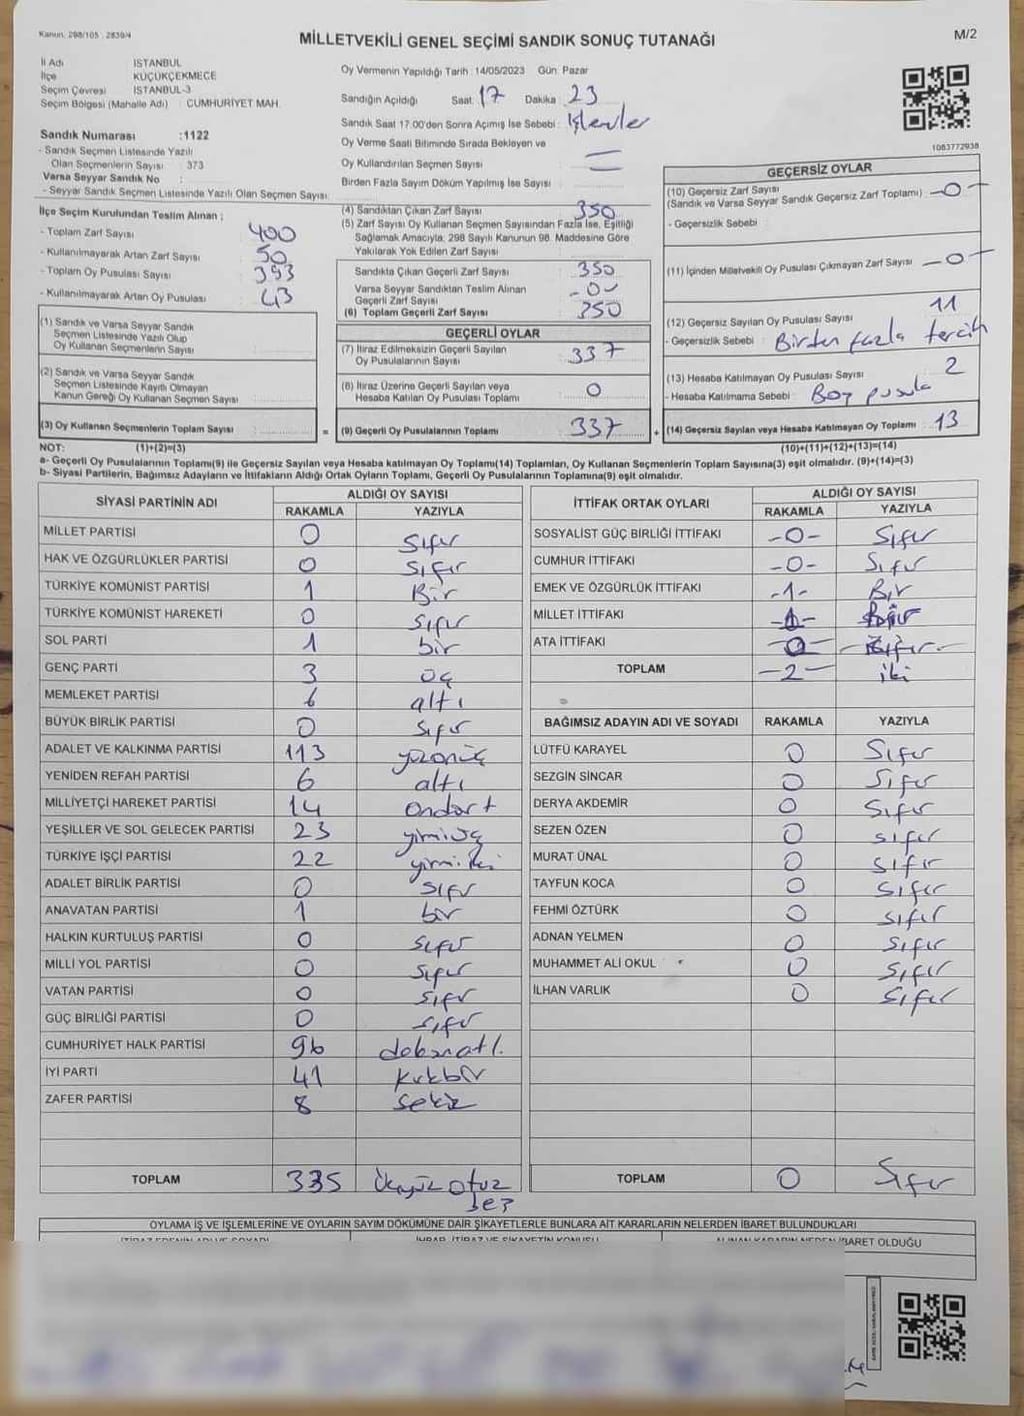 Kanun: 298/105 : 2839/4
MİLLETVEKİLİ GENEL SEÇİMİ SANDIK SONUÇ TUTANAĞI
M/2
İl Adı : İSTANBUL
İlçe : KÜÇÜKÇEKMECE
Seçim Çevresi : İSTANBUL-3
Seçim Bölgesi (Mahalle Adı) : CUMHURİYET MAH.
Sandık Numarası :1122
- Sandık Seçmen Listesinde Yazılı
Olan Seçmenlerin Sayısı : 373
Varsa Seyyar Sandık No :
- Seyyar Sandık Seçmen Listesinde Yazılı Olan Seçmen Sayısı:
Oy Vermenin Yapıldığı Tarih :14/05/2023 Gün: Pazar
Sandığın Açıldığı Saat: 17 Dakika : 23
Sandık Saat 17:00'den Sonra Açımış İse Sebebi : İşlemler
Oy Verme Saati Bitiminde Sırada Bekleyen ve
Oy Kullandırılan Seçmen Sayısı : —
Birden Fazla Sayım Döküm Yapılmış İse Sayısı :
1083772938
İlçe Seçim Kurulundan Teslim Alınan ;
- Toplam Zarf Sayısı : 400
- Kullanılmayarak Artan Zarf Sayısı : 50
- Toplam Oy Pusulası Sayısı : 393
- Kullanılmayarak Artan Oy Pusulası : 43
(4) Sandıktan Çıkan Zarf Sayısı : 350
(5) Zarf Sayısı Oy Kullanan Seçmen Sayısından Fazla İse, Eşitliği
Sağlamak Amacıyla; 298 Sayılı Kanunun 98. Maddesine Göre
Yakılarak Yok Edilen Zarf Sayısı :
Sandıkta Çıkan Geçerli Zarf Sayısı : 350
Varsa Seyyar Sandıktan Teslim Alınan
Geçerli Zarf Sayısı : -0-
(6) Toplam Geçerli Zarf Sayısı : 350
GEÇERSİZ OYLAR
(10) Geçersiz Zarf Sayısı
(Sandık ve Varsa Seyyar Sandık Geçersiz Zarf Toplamı) : -0-
- Geçersizlik Sebebi :
(11) İçinden Milletvekili Oy Pusulası Çıkmayan Zarf Sayısı : -0-
(12) Geçersiz Sayılan Oy Pusulası Sayısı : 11
- Geçersizlik Sebebi : Birden fazla tercih
(13) Hesaba Katılmayan Oy Pusulası Sayısı : 2
- Hesaba Katılmama Sebebi : Boş pusula
(14) Geçersiz Sayılan veya Hesaba Katılmayan Oy Toplamı : 13
(10)+(11)+(12)+(13)=(14)
(1) Sandık ve Varsa Seyyar Sandık
Seçmen Listesinde Yazılı Olup
Oy Kullanan Seçmenlerin Sayısı :
(2) Sandık ve Varsa Seyyar Sandık
Seçmen Listesinde Kayıtlı Olmayan
Kanun Gereği Oy Kullanan Seçmen Sayısı :
(3) Oy Kullanan Seçmenlerin Toplam Sayısı :
(1)+(2)=(3)
GEÇERLİ OYLAR
(7) İtiraz Edilmeksizin Geçerli Sayılan
Oy Pusulalarının Sayısı : 337
(8) İtiraz Üzerine Geçerli Sayılan veya
Hesaba Katılan Oy Pusulası Toplamı : 0
(9) Geçerli Oy Pusulalarının Toplamı : 337
NOT:
a- Geçerli Oy Pusulalarının Toplamı(9) ile Geçersiz Sayılan veya Hesaba katılmayan Oy Toplamı(14) Toplamları, Oy Kullanan Seçmenlerin Toplam Sayısına(3) eşit olmalıdır. (9)+(14)=(3)
b- Siyasi Partilerin, Bağımsız Adayların ve İttifakların Aldığı Ortak Oyların Toplamı, Geçerli Oy Pusulalarının Toplamına(9) eşit olmalıdır.
SİYASİ PARTİNİN ADI ALDIĞI OY SAYISI
RAKAMLA YAZIYLA
MİLLET PARTİSİ 0 Sıfır
HAK VE ÖZGÜRLÜKLER PARTİSİ 0 Sıfır
TÜRKİYE KOMÜNİST PARTİSİ 1 Bir
TÜRKİYE KOMÜNİST HAREKETİ 0 Sıfır
SOL PARTİ 1 bir
GENÇ PARTİ 3 üç
MEMLEKET PARTİSİ 6 altı
BÜYÜK BİRLİK PARTİSİ 0 Sıfır
ADALET VE KALKINMA PARTİSİ 113 yüzonüç
YENİDEN REFAH PARTİSİ 6 altı
MİLLİYETÇİ HAREKET PARTİSİ 14 ondört
YEŞİLLER VE SOL GELECEK PARTİSİ 23 yirmiüç
TÜRKİYE İŞÇİ PARTİSİ 22 yirmiiki
ADALET BİRLİK PARTİSİ 0 sıfır
ANAVATAN PARTİSİ 1 bir
HALKIN KURTULUŞ PARTİSİ 0 sıfır
MİLLİ YOL PARTİSİ 0 sıfır
VATAN PARTİSİ 0 sıfır
GÜÇ BİRLİĞİ PARTİSİ 0 sıfır
CUMHURİYET HALK PARTİSİ 96 doksanaltı
İYİ PARTİ 41 kırkbir
ZAFER PARTİSİ 8 sekiz
TOPLAM 335 üçyüz otuz
beş
İTTİFAK ORTAK OYLARI ALDIĞI OY SAYISI
RAKAMLA YAZIYLA
SOSYALİST GÜÇ BİRLİĞİ İTTİFAKI -0- Sıfır
CUMHUR İTTİFAKI -0- Sıfır
EMEK VE ÖZGÜRLÜK İTTİFAKI -1- Bir
MİLLET İTTİFAKI -1- Bir
ATA İTTİFAKI -0- Sıfır
TOPLAM -2- iki
BAĞIMSIZ ADAYIN ADI VE SOYADI RAKAMLA YAZIYLA
LÜTFÜ KARAYEL 0 Sıfır
SEZGİN SİNCAR 0 Sıfır
DERYA AKDEMİR 0 Sıfır
SEZEN ÖZEN 0 sıfır
MURAT ÜNAL 0 sıfır
TAYFUN KOCA 0 sıfır
FEHMİ ÖZTÜRK 0 sıfır
ADNAN YELMEN 0 sıfır
MUHAMMET ALİ OKUL 0 sıfır
İLHAN VARLIK 0 sıfır
TOPLAM 0 Sıfır
OYLAMA İŞ VE İŞLEMLERİNE VE OYLARIN SAYIM DÖKÜMÜNE DAİR ŞİKAYETLERLE BUNLARA AİT KARARLARIN NELERDEN İBARET BULUNDUKLARI
İTİRAZ EDENİN ADI VE SOYADI İHBAR, İTİRAZ VE ŞİKAYETİN KONUSU ALINAN KARARIN NEDEN İBARET OLDUĞU